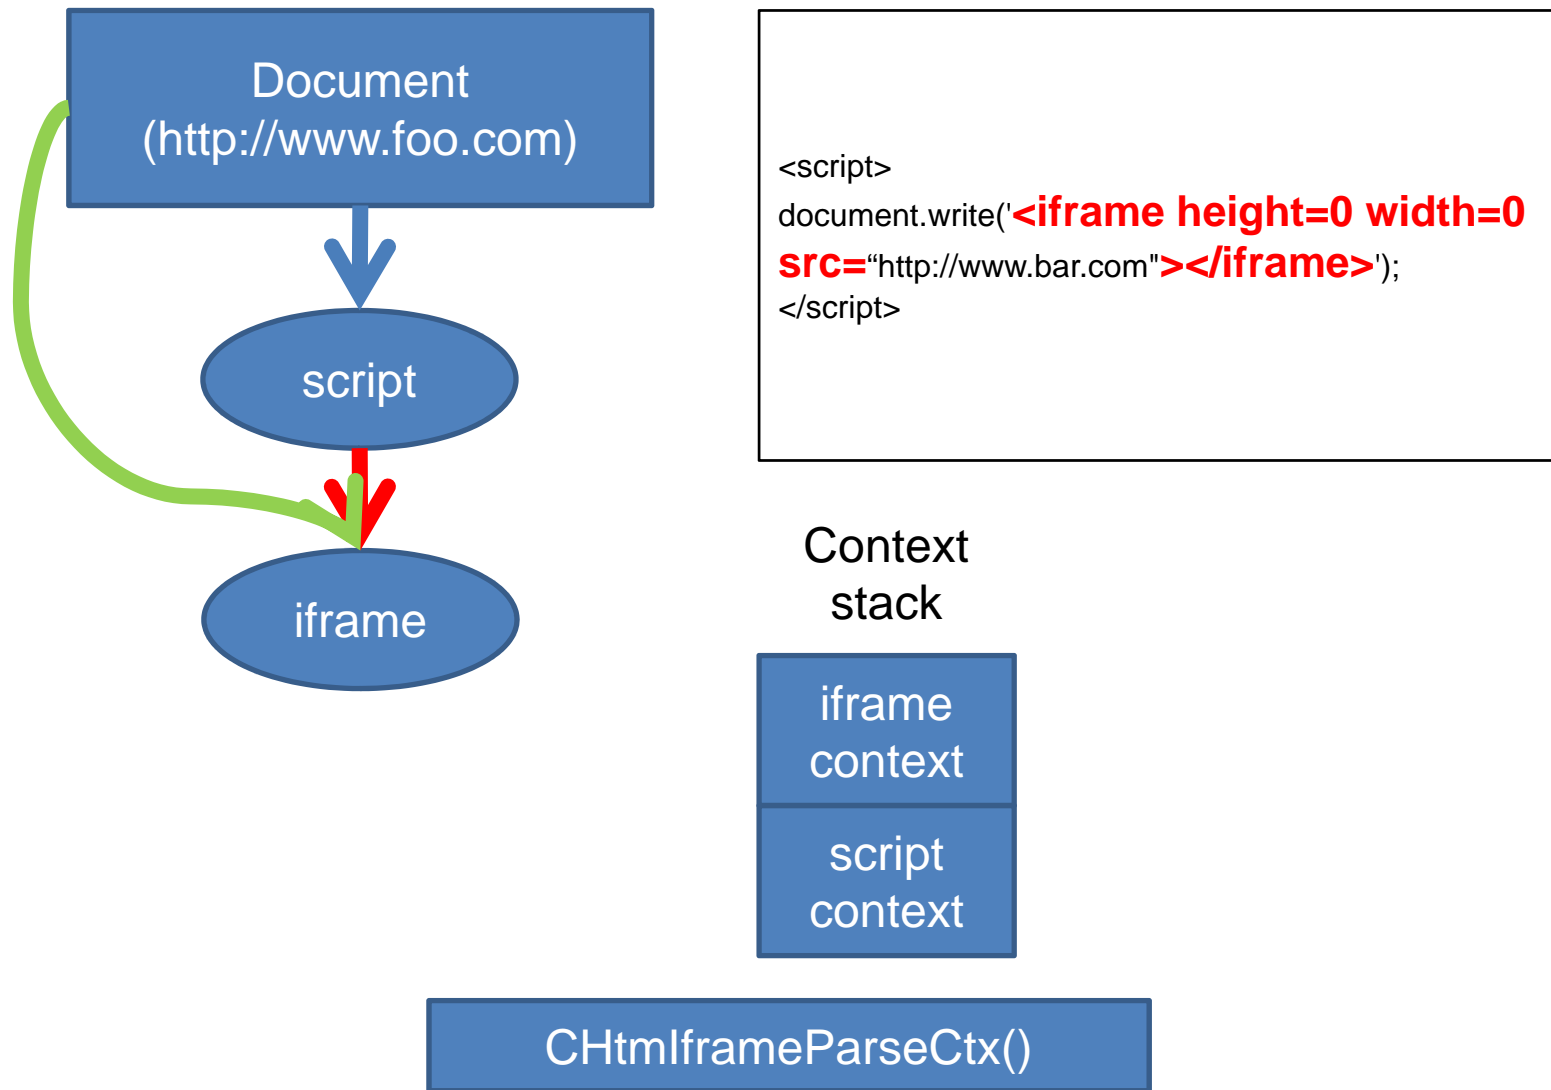 Document
(http://www.foo.com)
script
iframe
<script>
document.write('<iframe height=0 width=0
src=“http://www.bar.com"></iframe>');
</script>
Context
stack
iframe
context
script
context
CHtmIframeParseCtx()